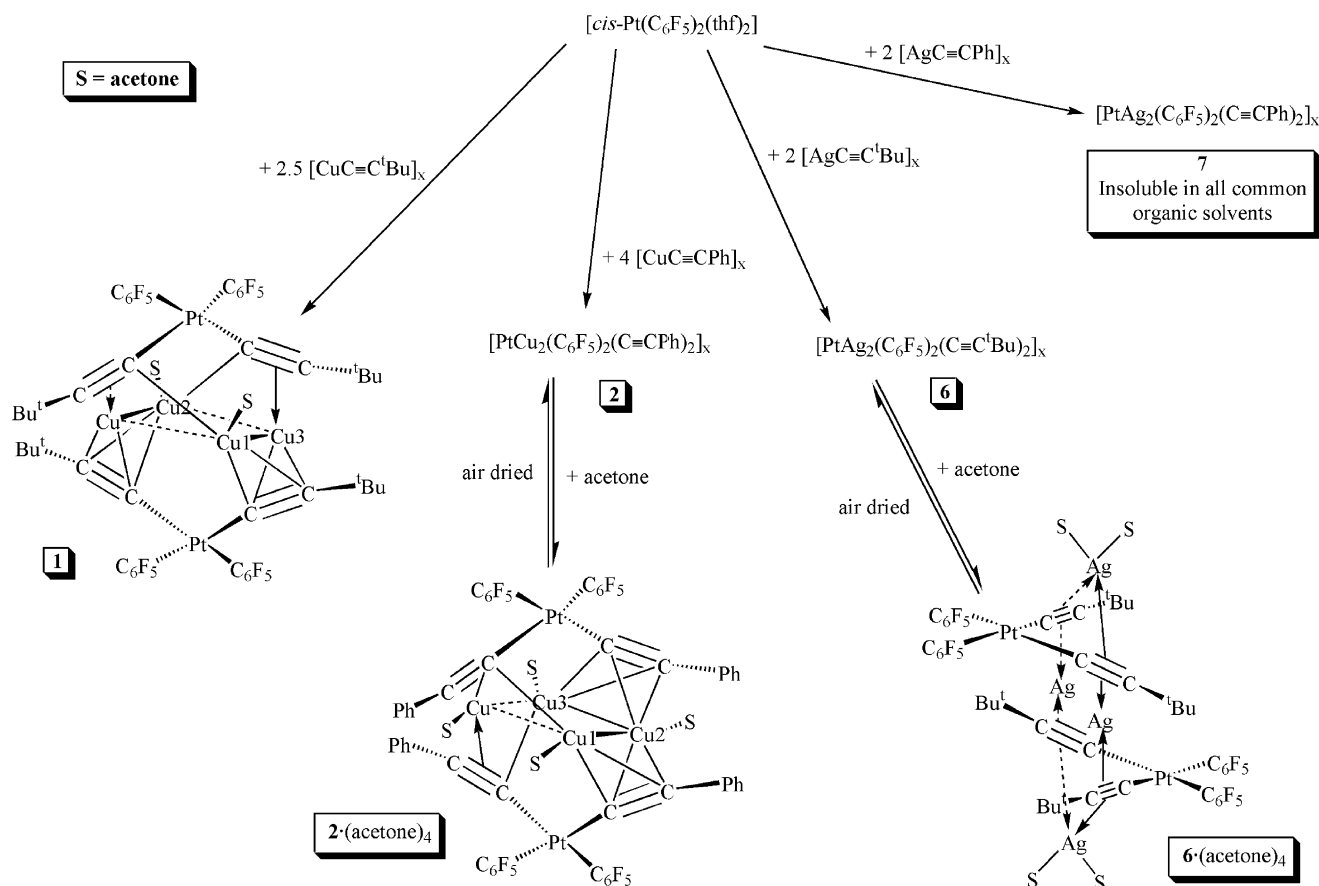 [cis-Pt(C₆F₅)₂(thf)₂]
S = acetone
+ 2 [AgC≡CPh]ₓ
[PtAg₂(C₆F₅)₂(C≡CPh)₂]ₓ
7
Insoluble in all common
organic solvents
+ 2.5 [CuC≡CᵗBu]ₓ
+ 2 [AgC≡CᵗBu]ₓ
+ 4 [CuC≡CPh]ₓ
[PtCu₂(C₆F₅)₂(C≡CPh)₂]ₓ
2
[PtAg₂(C₆F₅)₂(C≡CᵗBu)₂]ₓ
6
C₆F₅ C₆F₅
Pt
C C
C C
S ᵗBu
Buᵗ
S
Cu Cu2
Cu1 Cu3
Buᵗ
C C ᵗBu
C C
Pt
C₆F₅ C₆F₅
1
air dried + acetone
C₆F₅ C₆F₅
Pt
C C
C C Ph
Ph S
Cu Cu3
S
Cu1 Cu2 S
S
Ph
C C Ph
C C
Pt
C₆F₅ C₆F₅
2·(acetone)₄
+ acetone
air dried
S S
Ag
C₆F₅ C C ᵗBu
C₆F₅ Pt
C C
Ag ᵗBu
Buᵗ
C Ag
C
Pt C₆F₅
C₆F₅
Buᵗ C C
Ag
S S
6·(acetone)₄